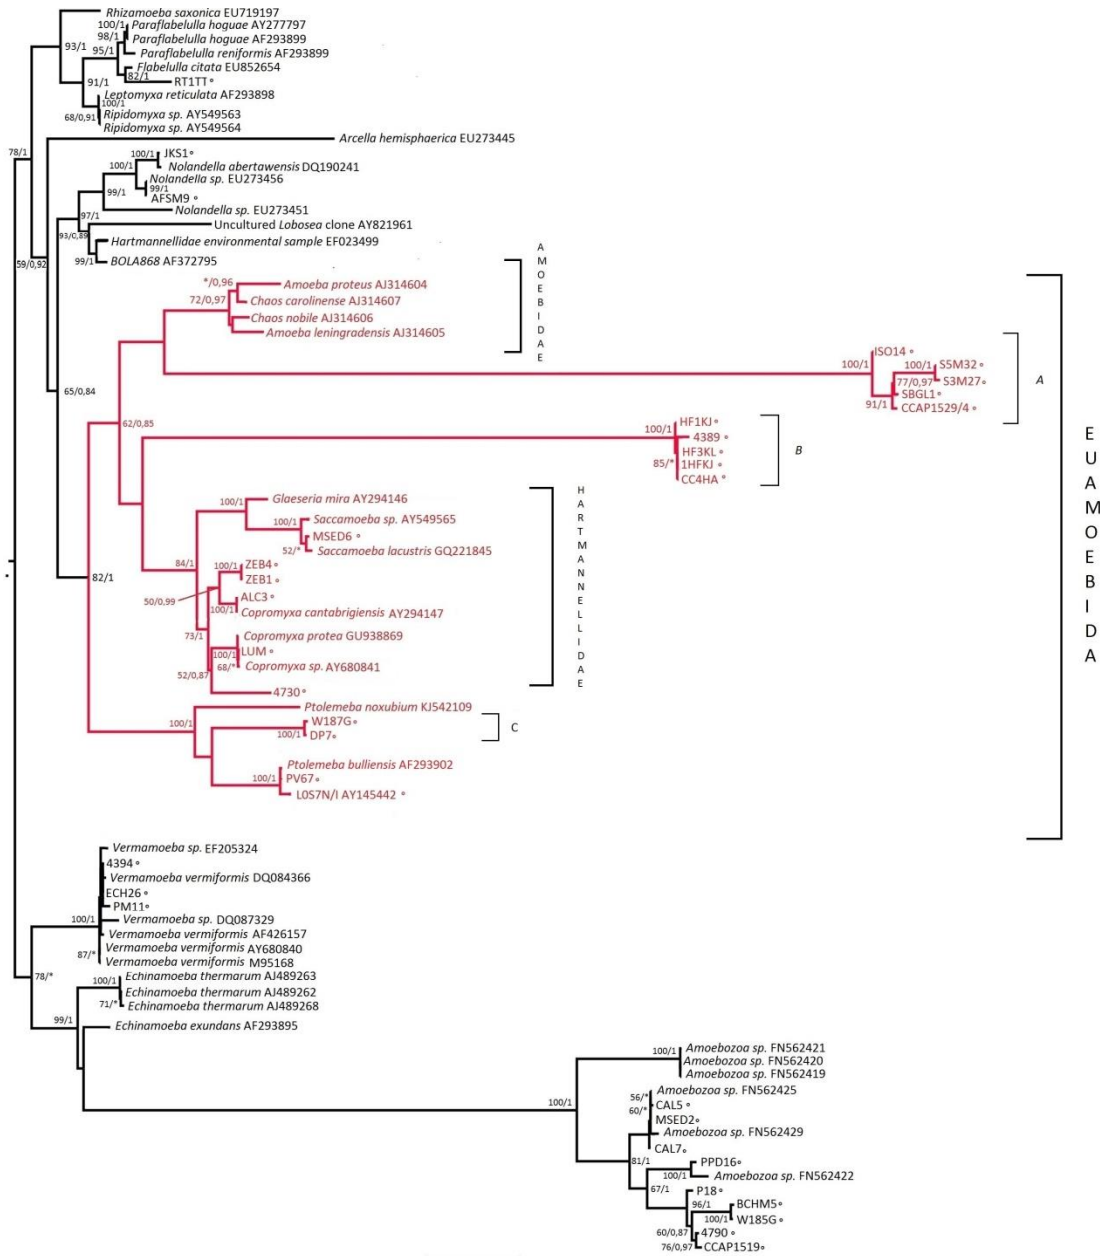 Rhizamoeba saxonica EU719197
100/1
Paraflabelulla hoguae AY277797
98/1
Paraflabelulla hoguae AF293899
93/1
95/1
Paraflabelulla reniformis AF293899
Flabelulla citata EU852654
82/1
RT1TT°
91/1
Leptomyxa reticulata AF293898
100/1
Ripidomyxa sp. AY549563
68/0,91
Ripidomyxa sp. AY549564
Arcella hemisphaerica EU273445
78/1
100/1
JKS1°
100/1
Nolandella abertawensis DQ190241
Nolandella sp. EU273456
99/1
99/1
AFSM9 °
Nolandella sp. EU273451
97/1
Uncultured Lobosea clone AY821961
93/0,89
Hartmannellidae environmental sample EF023499
99/1
BOLA868 AF372795
59/0,92
AMOEBIDAE
*/0,96
Amoeba proteus AJ314604
72/0,97
Chaos carolinense AJ314607
Chaos nobile AJ314606
Amoeba leningradensis AJ314605
ISO14 °
100/1
100/1
S5M32 °
77/0,97
S3M27°
A
SBGL1°
91/1
CCAP1529/4 °
65/0,84
62/0,85
HF1KJ°
100/1
4389 °
HF3KL °
B
85/*
1HFKJ °
CC4HA °
EUAMOEBIDA
HARTMANNELLIDAE
100/1
Glaeseria mira AY294146
100/1
Saccamoeba sp. AY549565
MSED6 °
52/*
Saccamoeba lacustris GQ221845
84/1
100/1
ZEB4°
ZEB1°
82/1
50/0,99
ALC3°
100/1
Copromyxa cantabrigiensis AY294147
73/1
Copromyxa protea GU938869
100/1
LUM °
68/*
Copromyxa sp. AY680841
52/0,87
4730°
Ptolemeba noxubium KJ542109
100/1
W187G°
C
100/1
DP7°
Ptolemeba bulliensis AF293902
100/1
PV67°
L0S7N/I AY145442 °
Vermamoeba sp. EF205324
4394 °
Vermamoeba vermiformis DQ084366
ECH26°
PM11°
100/1
Vermamoeba sp. DQ087329
Vermamoeba vermiformis AF426157
Vermamoeba vermiformis AY680840
87/*
Vermamoeba vermiformis M95168
78/*
100/1
Echinamoeba thermarum AJ489263
Echinamoeba thermarum AJ489262
71/*
Echinamoeba thermarum AJ489268
99/1
Echinamoeba exundans AF293895
100/1
Amoebozoa sp. FN562421
Amoebozoa sp. FN562420
Amoebozoa sp. FN562419
Amoebozoa sp. FN562425
56/*
CAL5 °
100/1
60/*
MSED2°
Amoebozoa sp. FN562429
CAL7°
81/1
PPD16°
100/1
Amoebozoa sp. FN562422
67/1
P18°
96/1
BCHM5°
100/1
W185G°
60/0,87
4790°
76/0,97
CCAP1519°